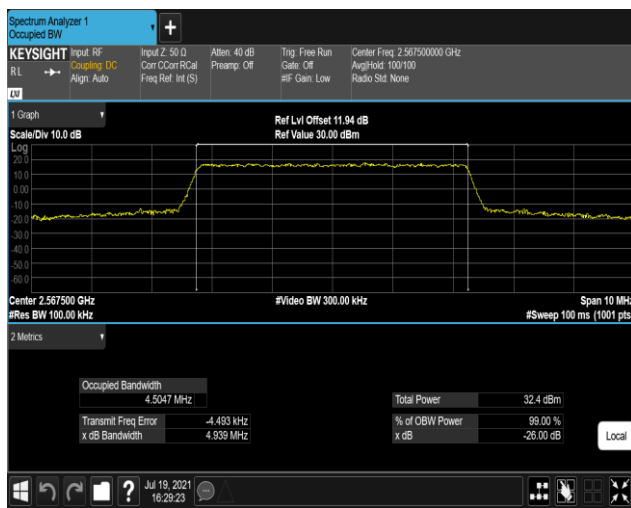 Spectrum Analyzer 1
Occupied BW
+
KEYSIGHT
RL
LXI
Input: RF
Coupling: DC
Align: Auto
Input Z: 50 Ω
Corr CCorr RCal
Freq Ref: Int (S)
Atten: 40 dB
Preamp: Off
Trig: Free Run
Gate: Off
#IF Gain: Low
Center Freq: 2.567500000 GHz
Avg|Hold: 100/100
Radio Std: None
1 Graph
Scale/Div 10.0 dB
Ref Lvl Offset 11.94 dB
Ref Value 30.00 dBm
Log
20.0
10.0
0.00
-10.0
-20.0
-30.0
-40.0
-50.0
-60.0
Center 2.567500 GHz
#Video BW 300.00 kHz
Span 10 MHz
#Res BW 100.00 kHz
#Sweep 100 ms (1001 pts
2 Metrics
Occupied Bandwidth
4.5047 MHz
Total Power 32.4 dBm
Transmit Freq Error -4.493 kHz
% of OBW Power 99.00 %
x dB Bandwidth 4.939 MHz
x dB -26.00 dB
Local
?
Jul 19, 2021
16:29:23